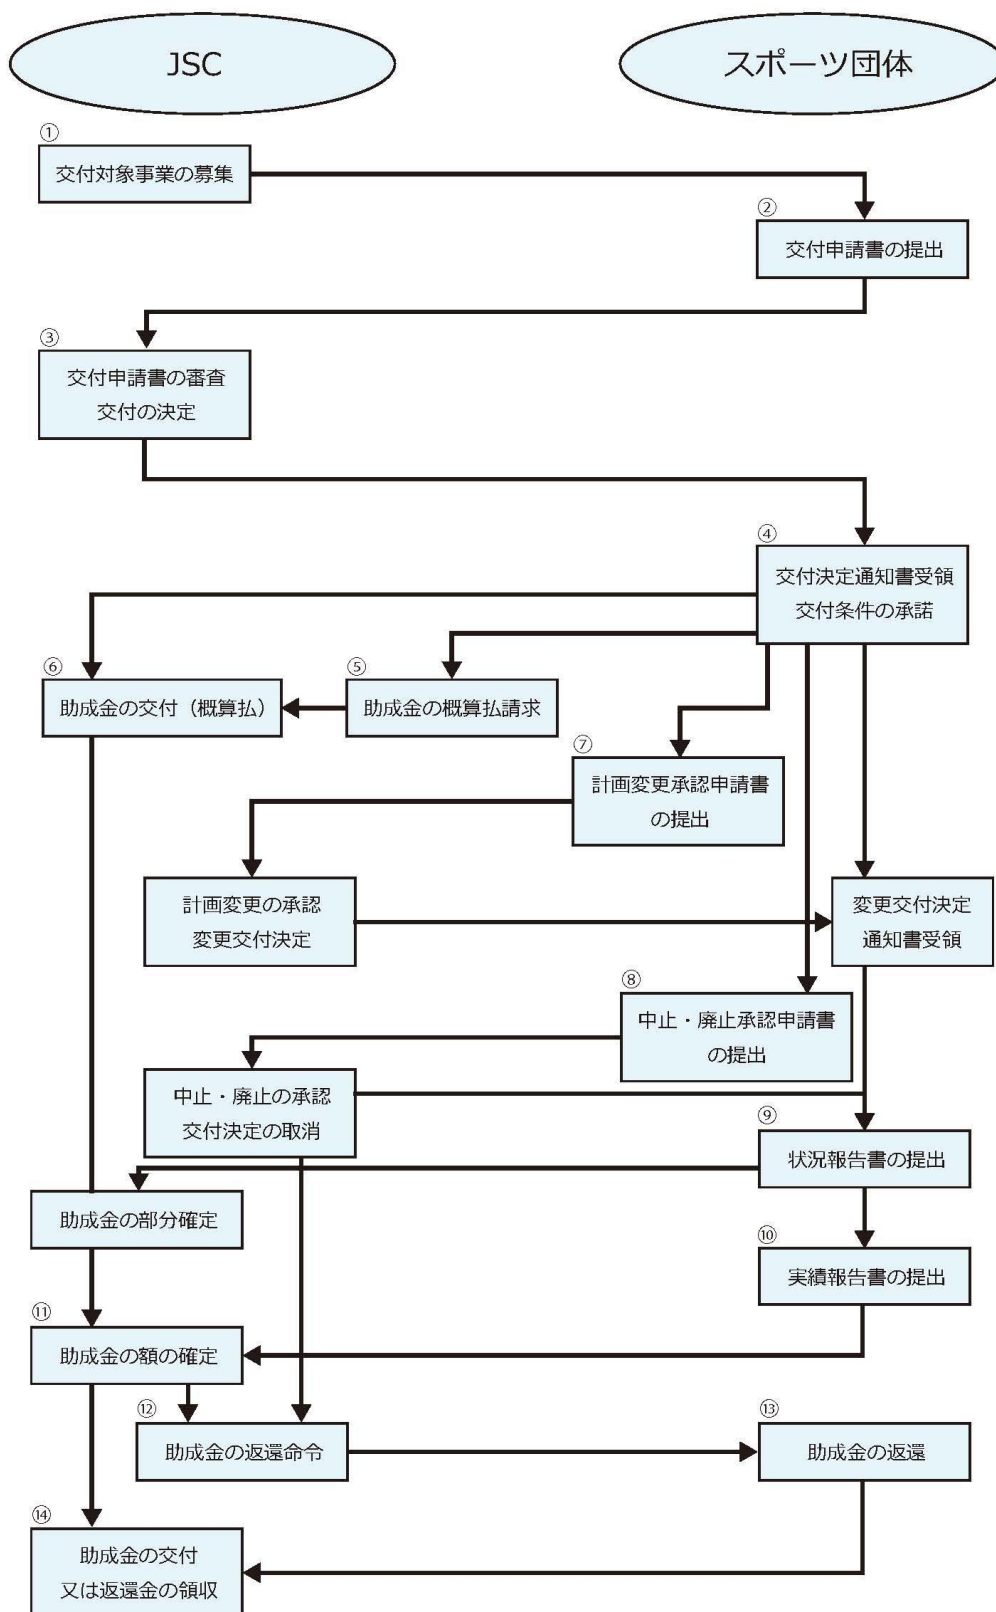 JSC
スポーツ団体
①
交付対象事業の募集
②
交付申請書の提出
③
交付申請書の審査
交付の決定
④
交付決定通知書受領
交付条件の承諾
⑥
助成金の交付（概算払）
⑤
助成金の概算払請求
⑦
計画変更承認申請書
の提出
計画変更の承認
変更交付決定
変更交付決定
通知書受領
⑧
中止・廃止承認申請書
の提出
中止・廃止の承認
交付決定の取消
⑨
状況報告書の提出
助成金の部分確定
⑩
実績報告書の提出
⑪
助成金の額の確定
⑫
助成金の返還命令
⑬
助成金の返還
⑭
助成金の交付
又は返還金の領収